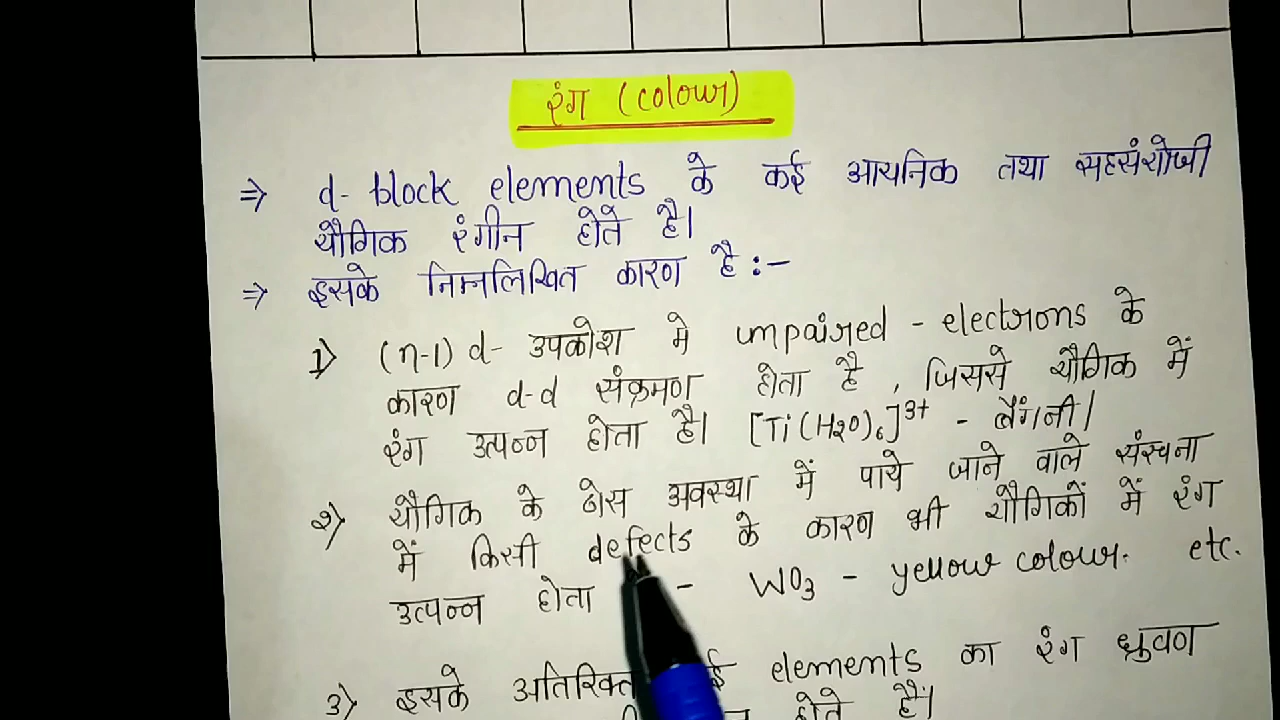 रंग (colour)
⇒ d-block elements के कई आयनिक तथा सहसंयोजी
यौगिक रंगीन होते है।
⇒ इसके निम्नलिखित कारण है:-
1) (n-1) d- उपकोश मे unpaired - electrons के
कारण d-d संक्रमण होता है, जिससे यौगिक में
रंग उत्पन्न होता है। [Ti(H2O)6]3+ - बैंगनी।
2) यौगिक के ठोस अवस्था में पाये जाने वाले संरचना
में किसी defects के कारण भी यौगिकों में रंग
उत्पन्न होता - WO3 - yellow colour. etc.
3) इसके अतिरिक्त elements का रंग ध्रुवण
होते हैं।